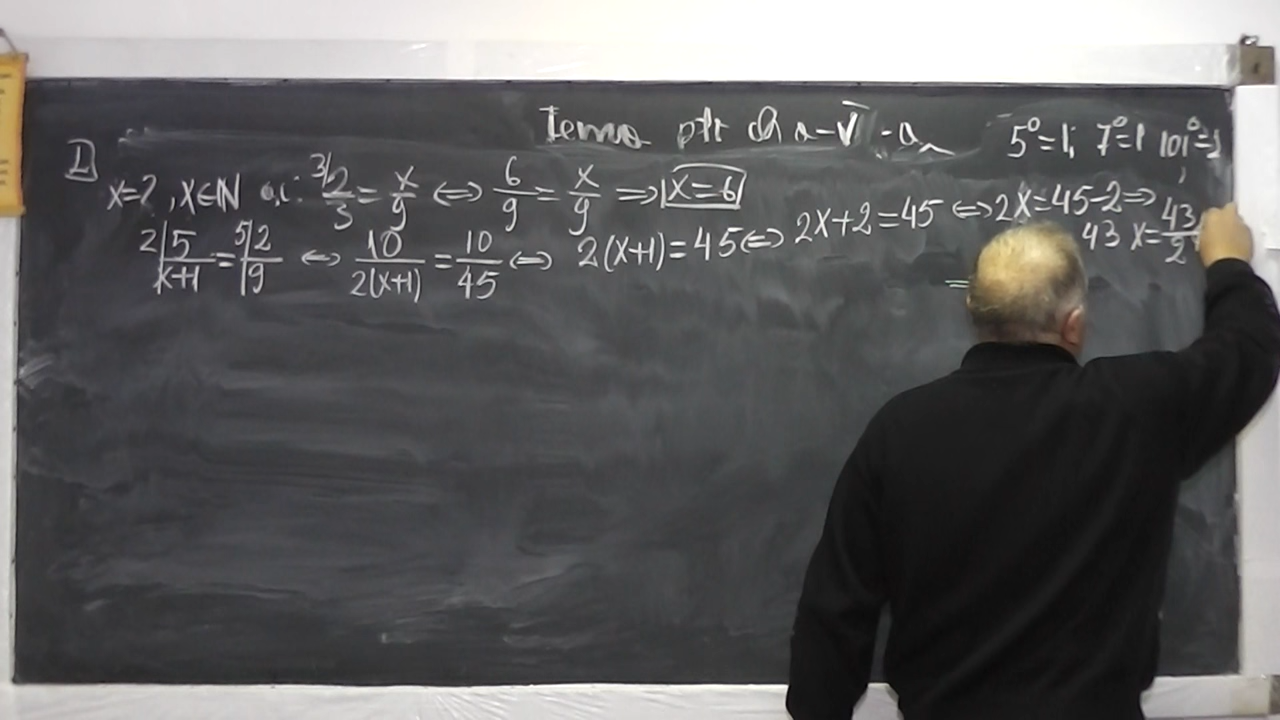 Tema ptr cls a-V-a 5⁰=1; 7⁰=1; 101⁰=1
1 x=?, x∈N a.î. ³⁾2/3 = x/9 ⇔ 6/9 = x/9 ⇒ x=6
²⁾5/(x+1) = ⁵⁾2/9 ⇔ 10/(2(x+1)) = 10/45 ⇔ 2(x+1)=45 ⇔ 2x+2=45 ⇔ 2x=45-2 ⇒
= 43 x=43/2